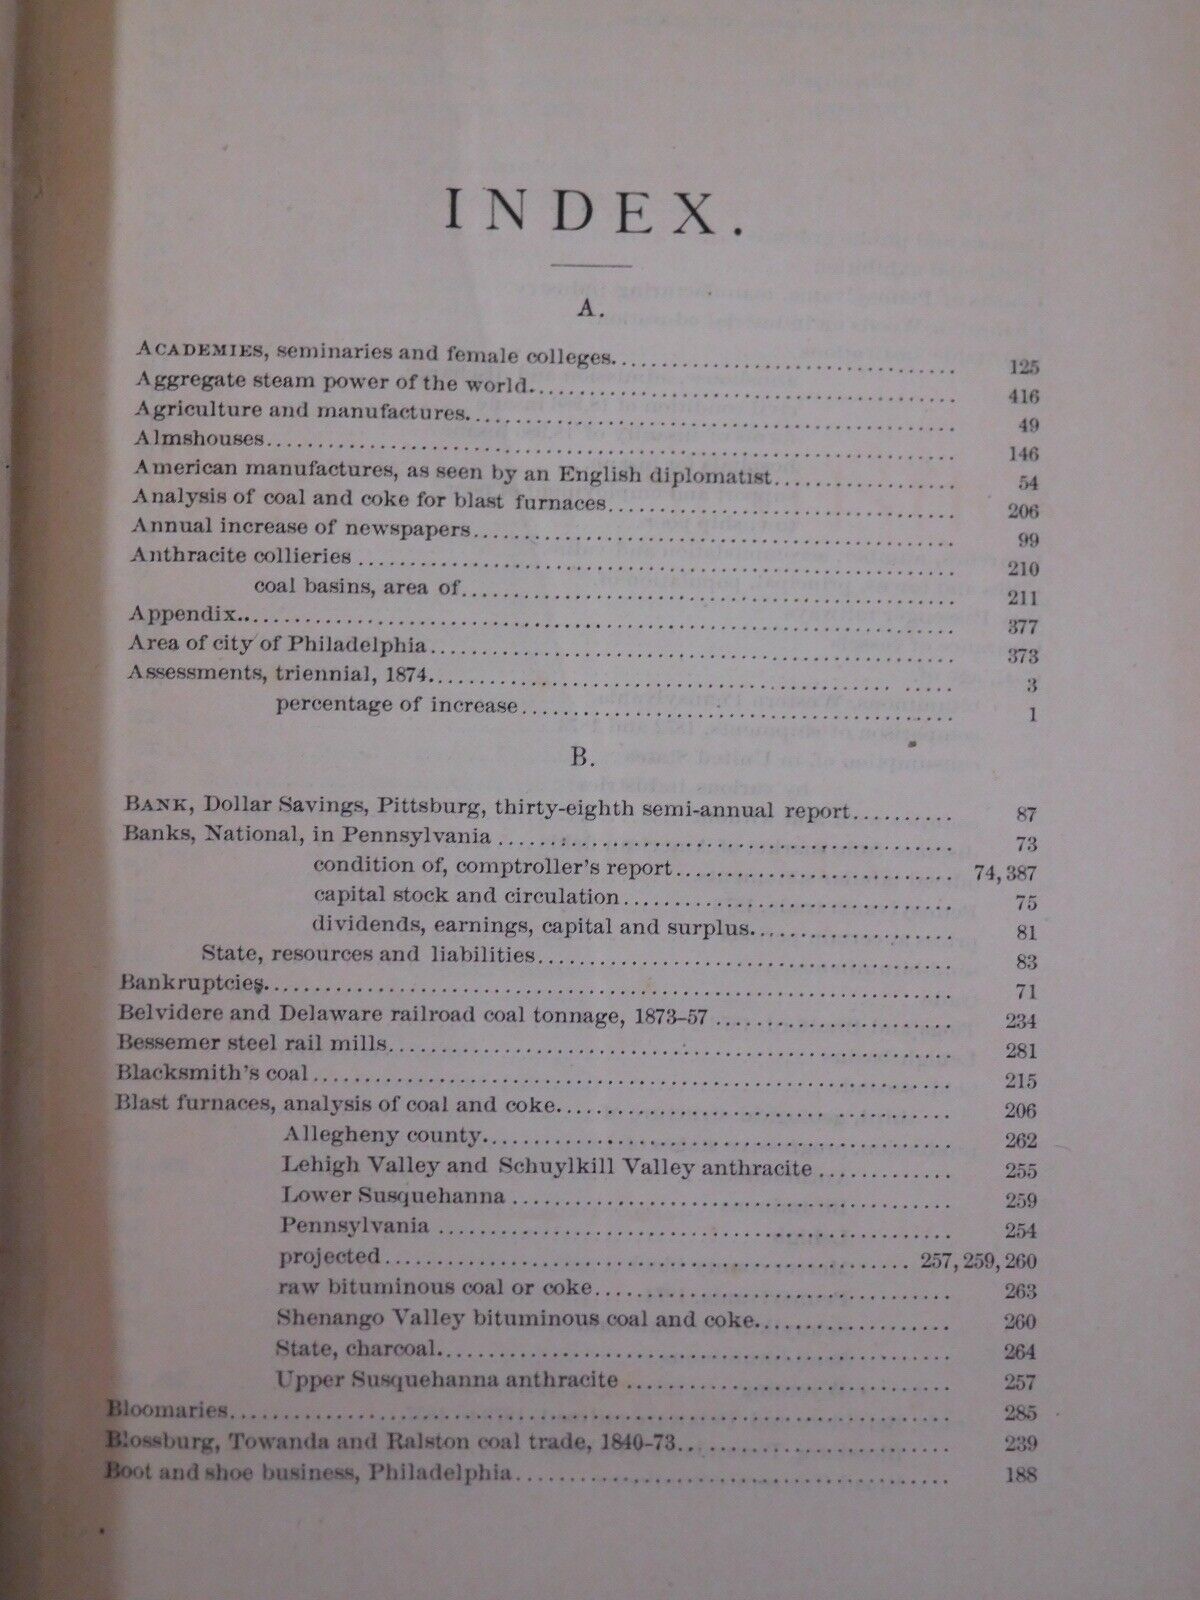 INDEX.
A.
ACADEMIES, seminaries and female colleges.................................. 125
Aggregate steam power of the world.......................................... 416
Agriculture and manufactures................................................ 49
Almshouses.................................................................. 146
American manufactures, as seen by an English diplomatist.................. 54
Analysis of coal and coke for blast furnaces................................ 206
Annual increase of newspapers............................................... 99
Anthracite collieries ...................................................... 210
coal basins, area of.............................................. 211
Appendix.................................................................... 377
Area of city of Philadelphia................................................ 373
Assessments, triennial, 1874........................................... ..... 3
percentage of increase.......................................... 1
B.
BANK, Dollar Savings, Pittsburg, thirty-eighth semi-annual report.......... 87
Banks, National, in Pennsylvania ........................................... 73
condition of, comptroller's report........................... 74, 387
capital stock and circulation................................ 75
dividends, earnings, capital and surplus.................... 81
State, resources and liabilities....................................... 83
Bankruptcies................................................................ 71
Belvidere and Delaware railroad coal tonnage, 1873-57 ....................... 234
Bessemer steel rail mills................................................... 281
Blacksmith's coal........................................................... 215
Blast furnaces, analysis of coal and coke........................... .......... 206
Allegheny county............................................. 262
Lehigh Valley and Schuylkill Valley anthracite ............. 255
Lower Susquehanna .......................................... 259
Pennsylvania ................................................ 254
projected................................................... 257, 259, 260
raw bituminous coal or coke................................. 263
Shenango Valley bituminous coal and coke.................... 260
State, charcoal............................................... 264
Upper Susquehanna anthracite ............................... 257
Bloomaries.................................................................. 285
Blossburg, Towanda and Ralston coal trade, 1840-73.. ........................ 239
Boot and shoe business, Philadelphia........................................ 188